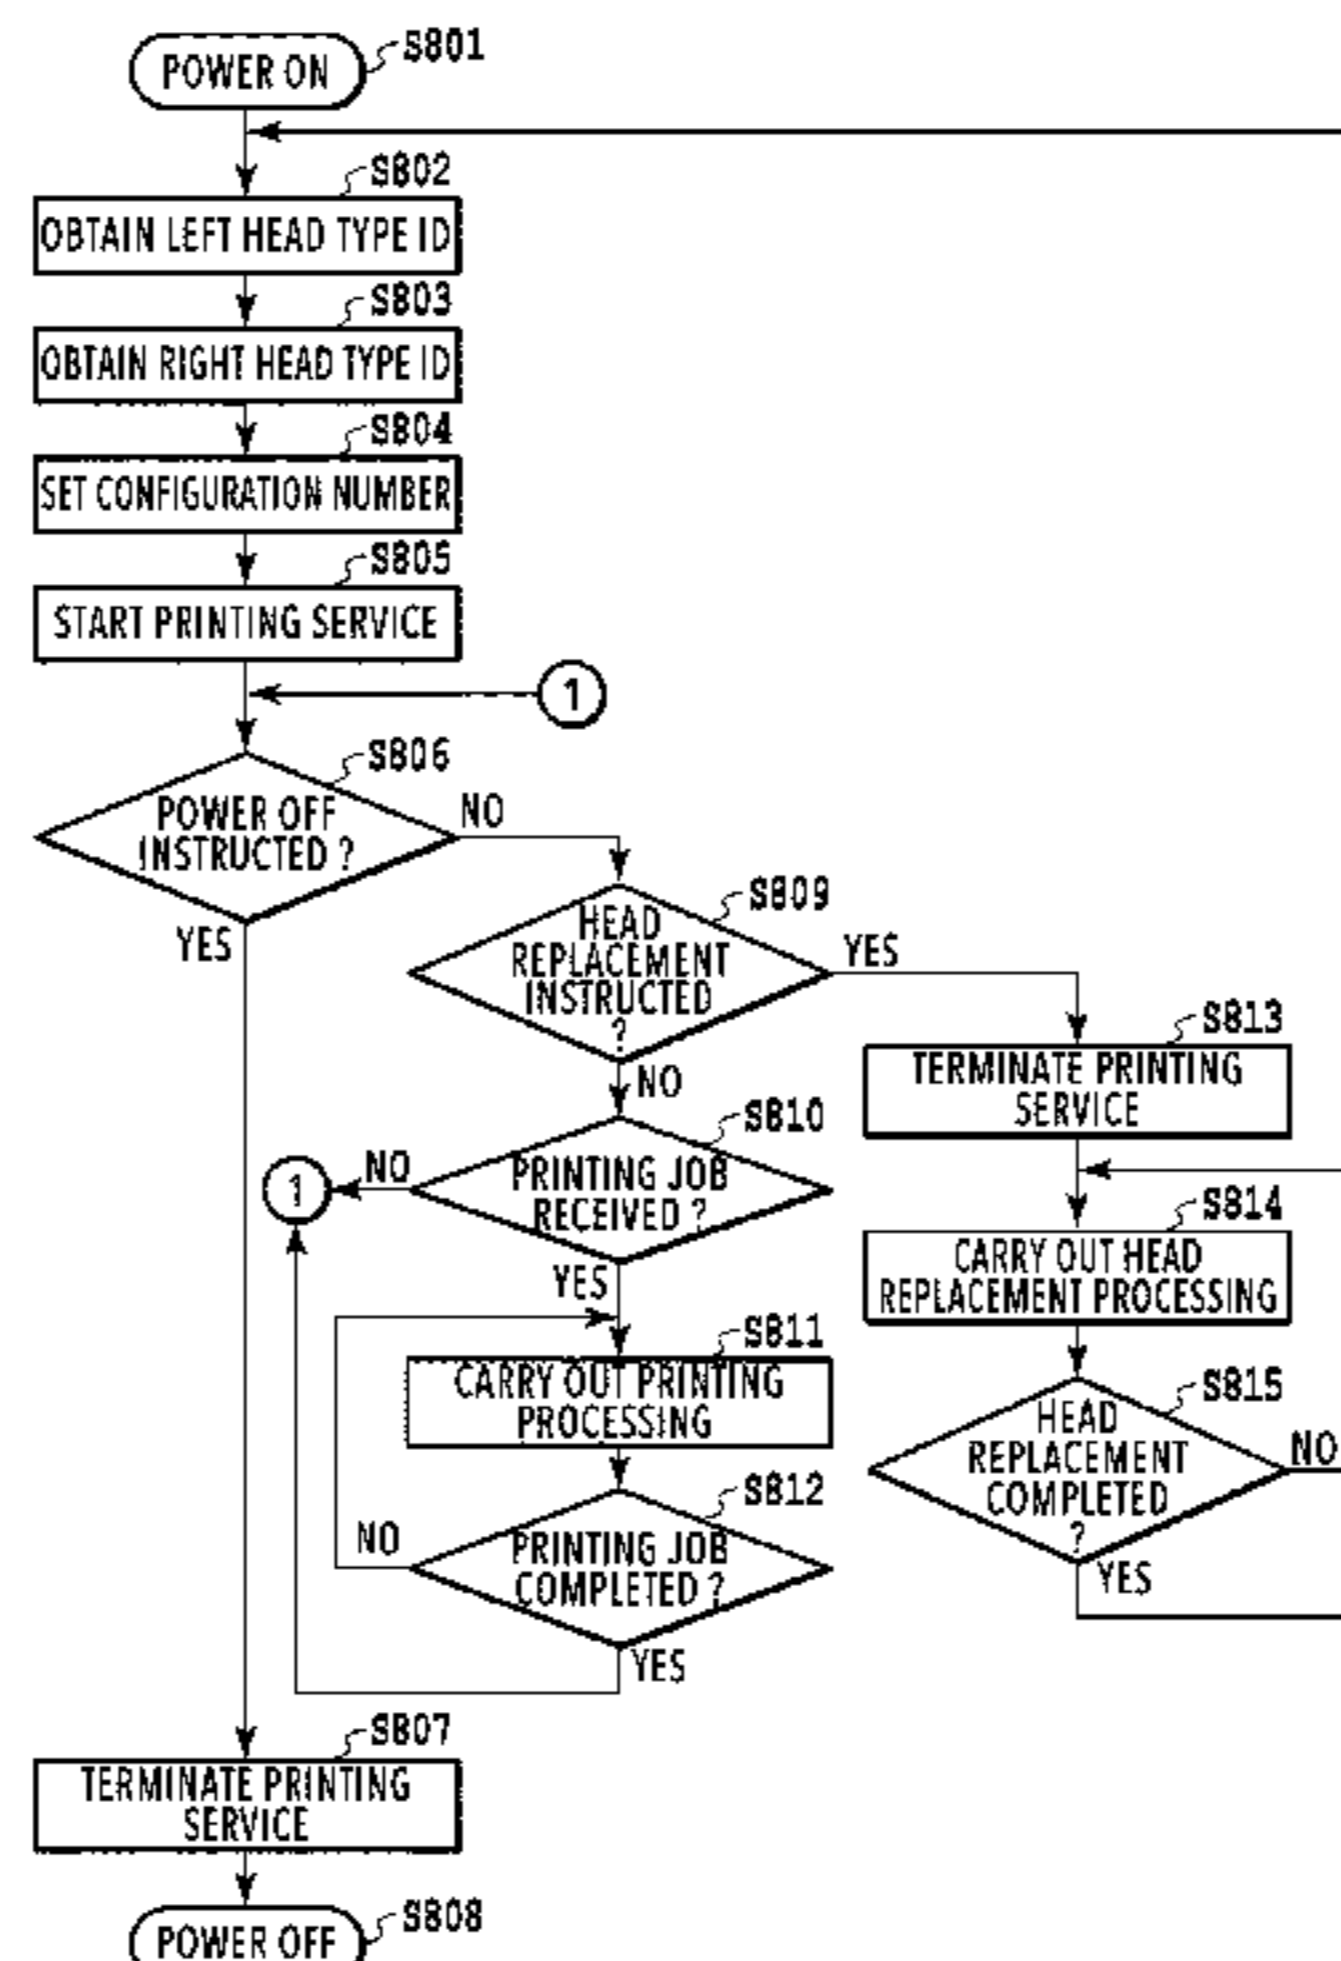 POWER ON
S801
S802
OBTAIN LEFT HEAD TYPE ID
S803
OBTAIN RIGHT HEAD TYPE ID
S804
SET CONFIGURATION NUMBER
S805
START PRINTING SERVICE
1
S806
POWER OFF
INSTRUCTED ?
NO
YES
S809
HEAD
REPLACEMENT
INSTRUCTED
?
YES
NO
S813
TERMINATE PRINTING
SERVICE
S810
PRINTING JOB
RECEIVED ?
NO
1
YES
S814
CARRY OUT HEAD
REPLACEMENT PROCESSING
S811
CARRY OUT PRINTING
PROCESSING
S815
HEAD
REPLACEMENT
COMPLETED
?
NO
YES
S812
PRINTING JOB
COMPLETED ?
NO
YES
S807
TERMINATE PRINTING
SERVICE
S808
POWER OFF